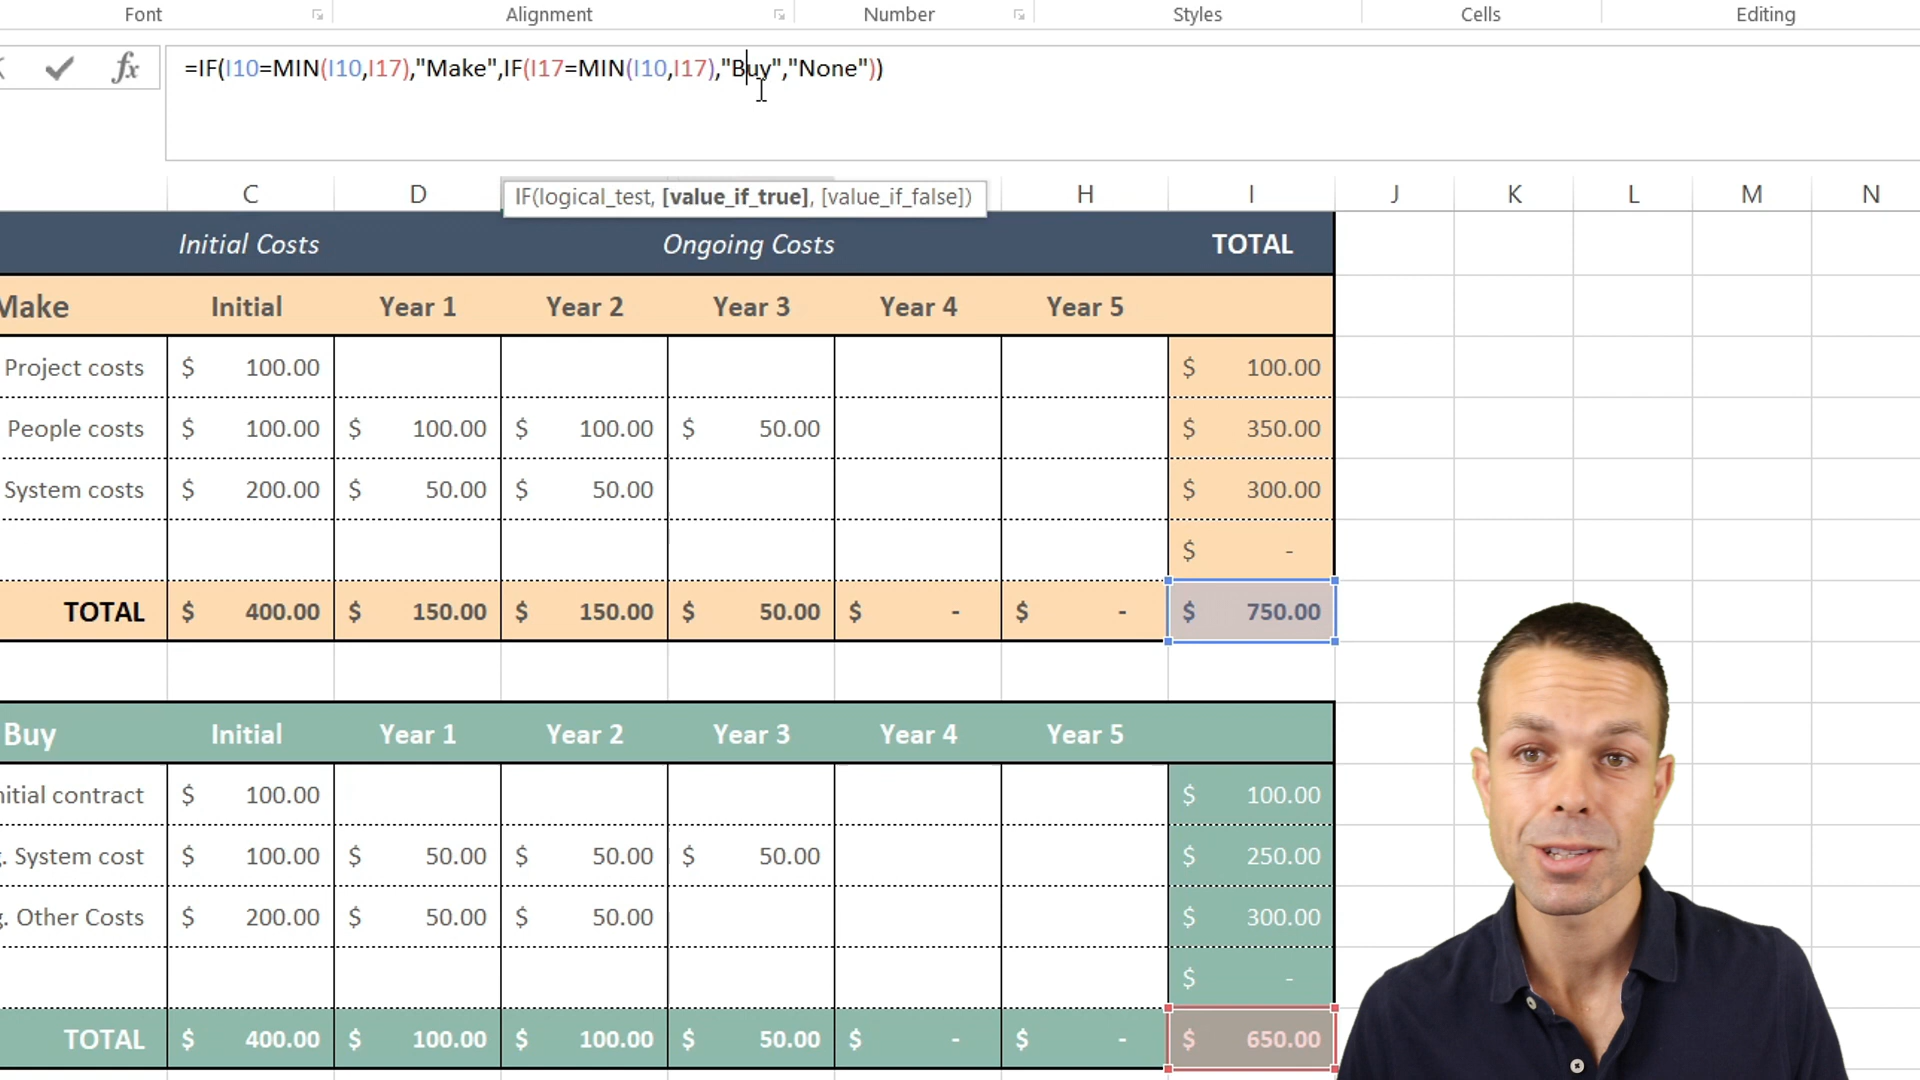 Font Alignment Number Styles Cells Editing
fx =IF(I10=MIN(I10,I17),"Make",IF(I17=MIN(I10,I17),"Buy","None"))
IF(logical_test, [value_if_true], [value_if_false])
C D H I J K L M N
Initial Costs Ongoing Costs TOTAL
Make Initial Year 1 Year 2 Year 3 Year 4 Year 5
Project costs $ 100.00 $ 100.00
People costs $ 100.00 $ 100.00 $ 100.00 $ 50.00 $ 350.00
System costs $ 200.00 $ 50.00 $ 50.00 $ 300.00
$ -
TOTAL $ 400.00 $ 150.00 $ 150.00 $ 50.00 $ - $ - $ 750.00
Buy Initial Year 1 Year 2 Year 3 Year 4 Year 5
nitial contract $ 100.00 $ 100.00
g. System cost $ 100.00 $ 50.00 $ 50.00 $ 50.00 $ 250.00
g. Other Costs $ 200.00 $ 50.00 $ 50.00 $ 300.00
$ -
TOTAL $ 400.00 $ 100.00 $ 100.00 $ 50.00 $ - $ - $ 650.00